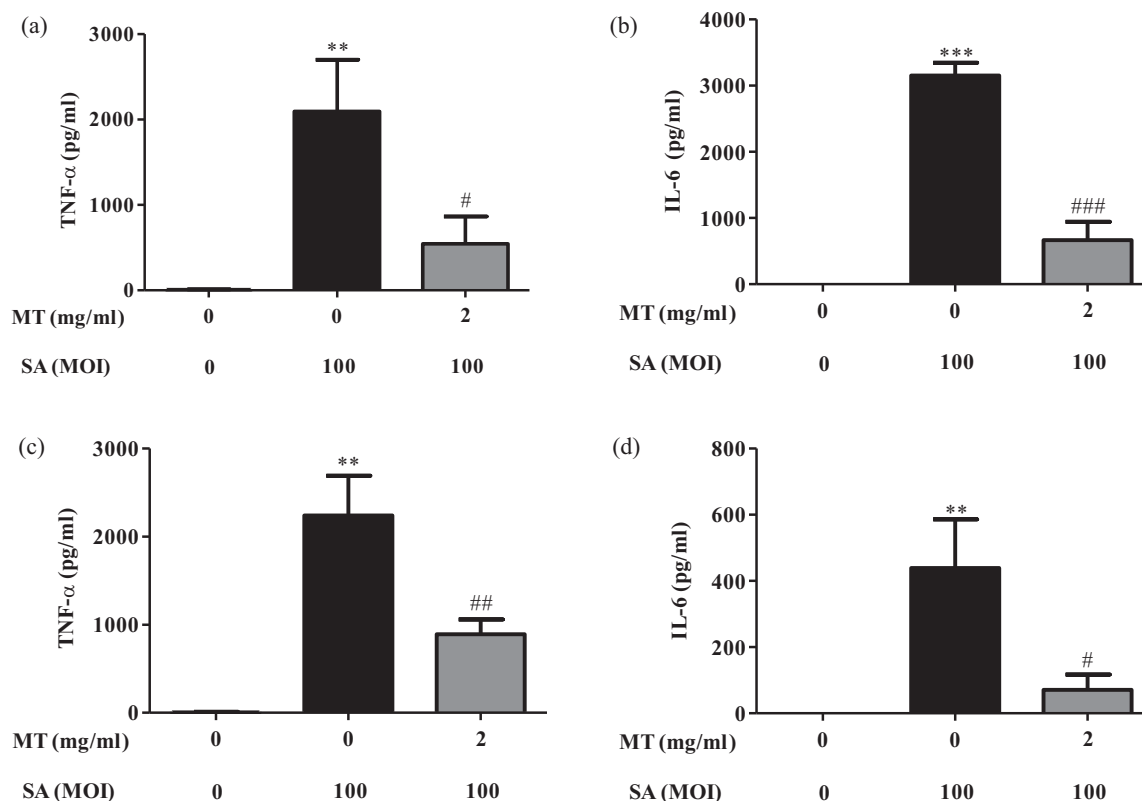 (a)
3000
2000
1000
0
TNF-α (pg/ml)
**
#
MT (mg/ml) 0 0 2
SA (MOI) 0 100 100
(b)
4000
3000
2000
1000
0
IL-6 (pg/ml)
***
###
MT (mg/ml) 0 0 2
SA (MOI) 0 100 100
(c)
3000
2000
1000
0
TNF-α (pg/ml)
**
##
MT (mg/ml) 0 0 2
SA (MOI) 0 100 100
(d)
800
600
400
200
0
IL-6 (pg/ml)
**
#
MT (mg/ml) 0 0 2
SA (MOI) 0 100 100